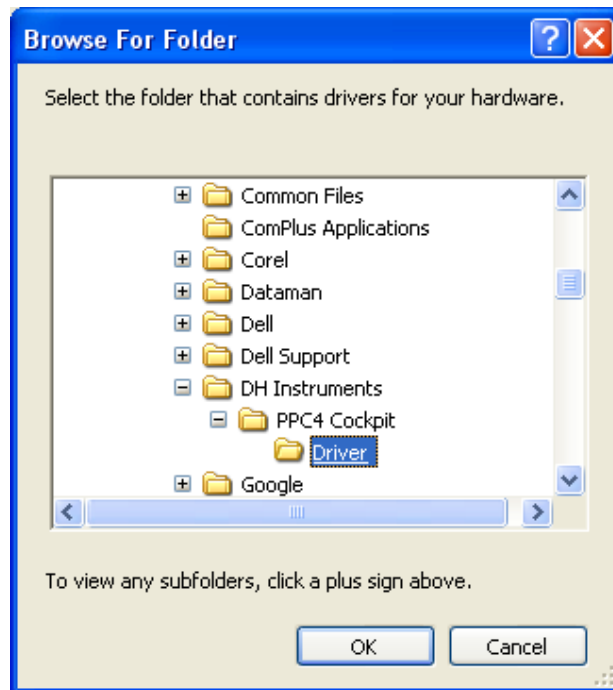 Browse For Folder
Select the folder that contains drivers for your hardware.
Common Files
ComPlus Applications
Corel
Dataman
Dell
Dell Support
DH Instruments
PPC4 Cockpit
Driver
Google
To view any subfolders, click a plus sign above.
OK Cancel